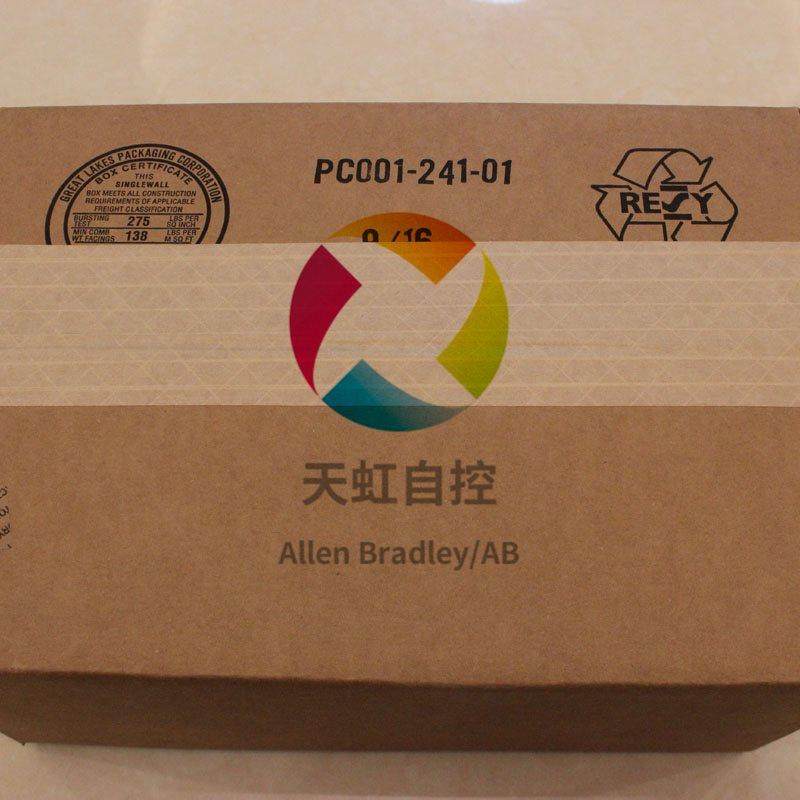 GREAT LAKES PACKAGING CORPORATION
BOX CERTIFICATE
THIS
SINGLEWALL
BOX MEETS ALL CONSTRUCTION
REQUIREMENTS OF APPLICABLE
FREIGHT CLASSIFICATION
BURSTING TEST 275 LBS PER SQ INCH
MIN COMB WT. FACINGS 138 LBS PER M SQ FT
PC001-241-01
9/16
RESY
天虹自控
Allen Bradley/AB